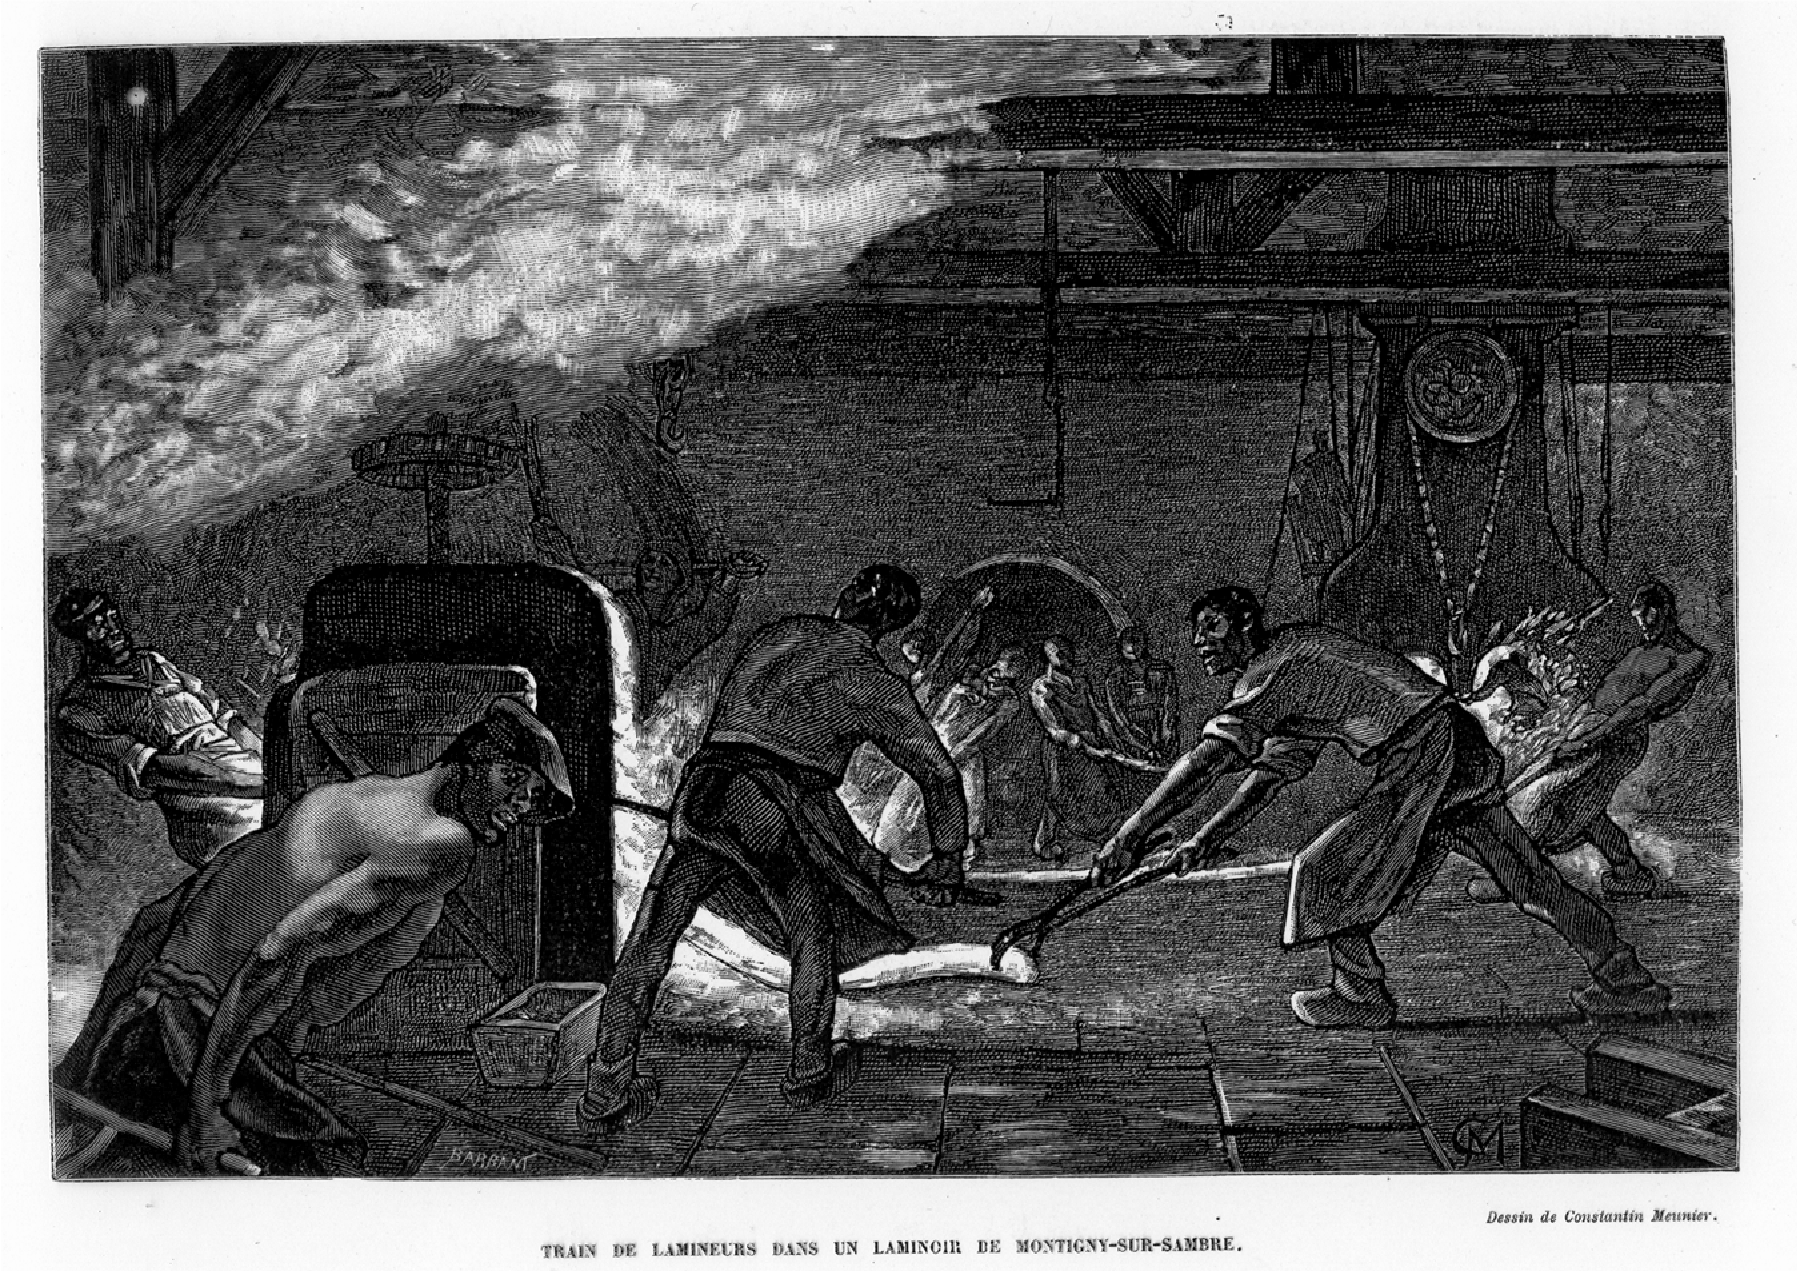 BARBANT
CM
Dessin de Constantin Meunier.
TRAIN DE LAMINEURS DANS UN LAMINOIR DE MONTIGNY-SUR-SAMBRE.